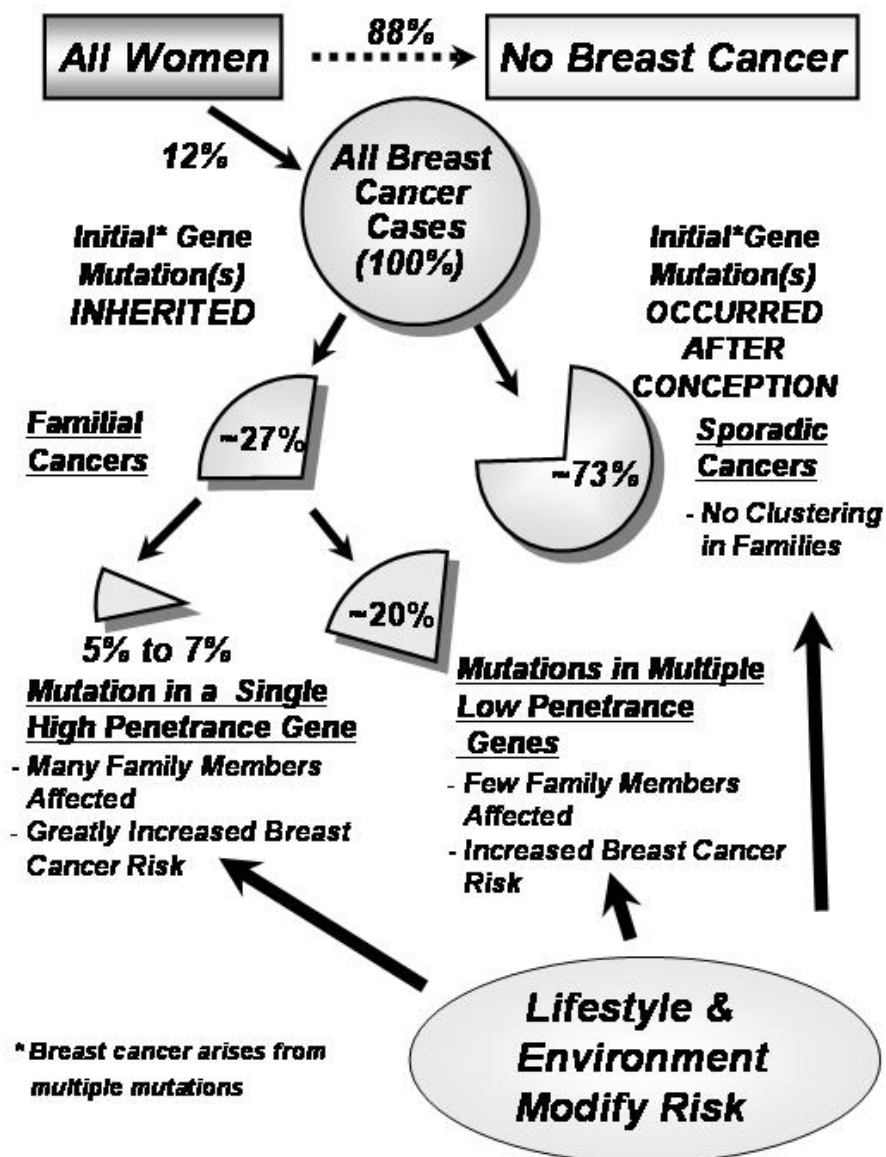 All Women
88%
No Breast Cancer
12%
All Breast
Cancer
Cases
(100%)
Initial* Gene
Mutation(s)
INHERITED
Initial*Gene
Mutation(s)
OCCURRED
AFTER
CONCEPTION
Familial
Cancers
~27%
~73%
Sporadic
Cancers
- No Clustering
in Families
5% to 7%
Mutation in a Single
High Penetrance Gene
- Many Family Members
Affected
- Greatly Increased Breast
Cancer Risk
~20%
Mutations in Multiple
Low Penetrance
Genes
- Few Family Members
Affected
- Increased Breast Cancer
Risk
Lifestyle &
Environment
Modify Risk
* Breast cancer arises from
multiple mutations